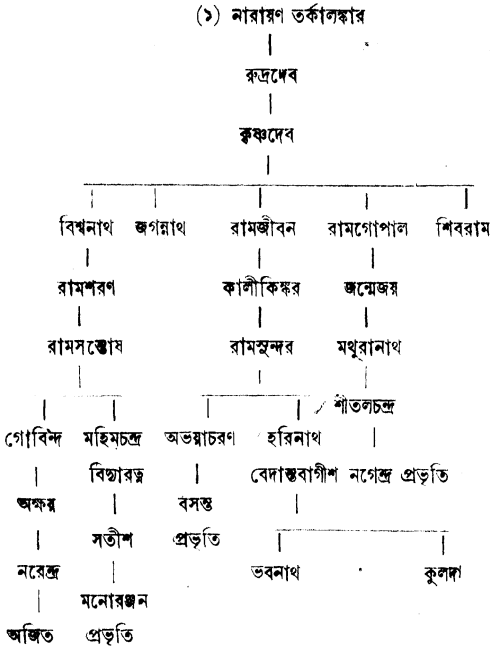 (১) নারায়ণ তর্কালঙ্কার
রুদ্রদেব
কৃষ্ণদেব
বিশ্বনাথ জগন্নাথ রামজীবন রামগোপাল শিবরাম
রামশরণ কালীকিঙ্কর জন্মেজয়
রামসন্তোষ রামসুন্দর মথুরানাথ
শীতলচন্দ্র
গোবিন্দ মহিমচন্দ্র অভয়াচরণ হরিনাথ
বিদ্যারত্ন বেদান্তবাগীশ নগেন্দ্র প্রভৃতি
অক্ষয় বসন্ত
সতীশ প্রভৃতি
নরেন্দ্র ভবনাথ কুলদা
মনোরঞ্জন
অজিত প্রভৃতি